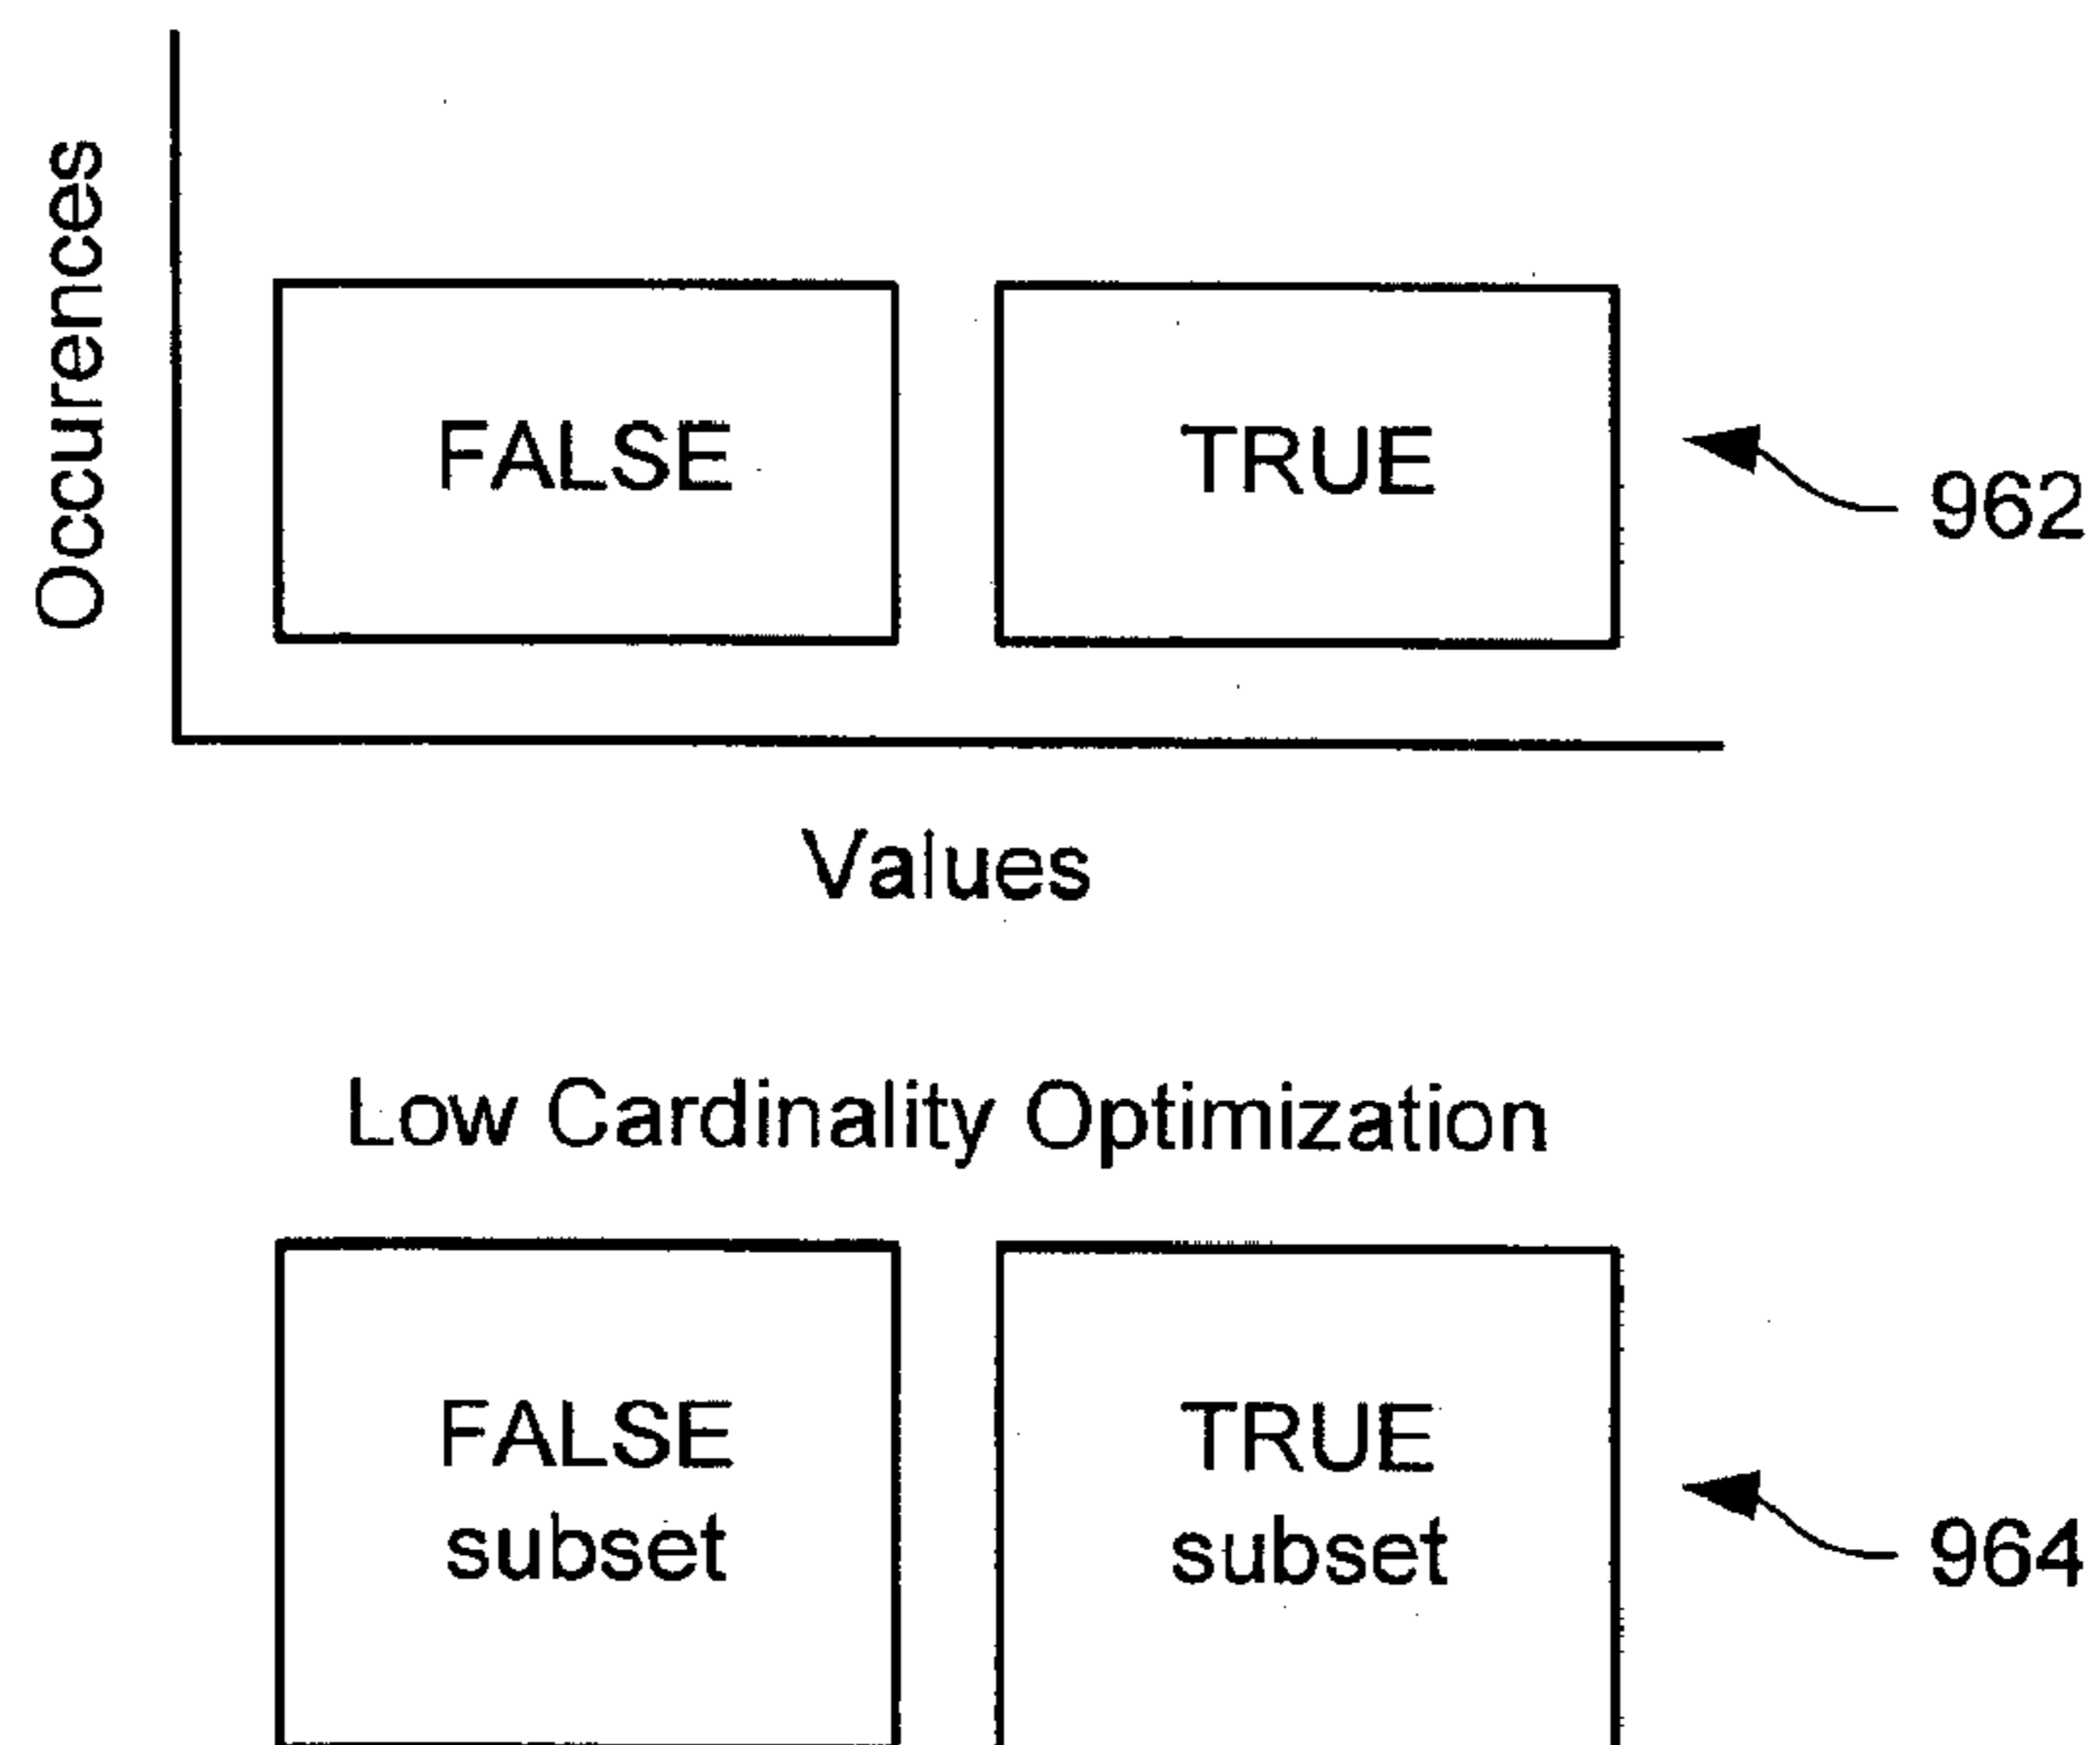 Occurences
FALSE
TRUE
962
Values
Low Cardinality Optimization
FALSE
subset
TRUE
subset
964